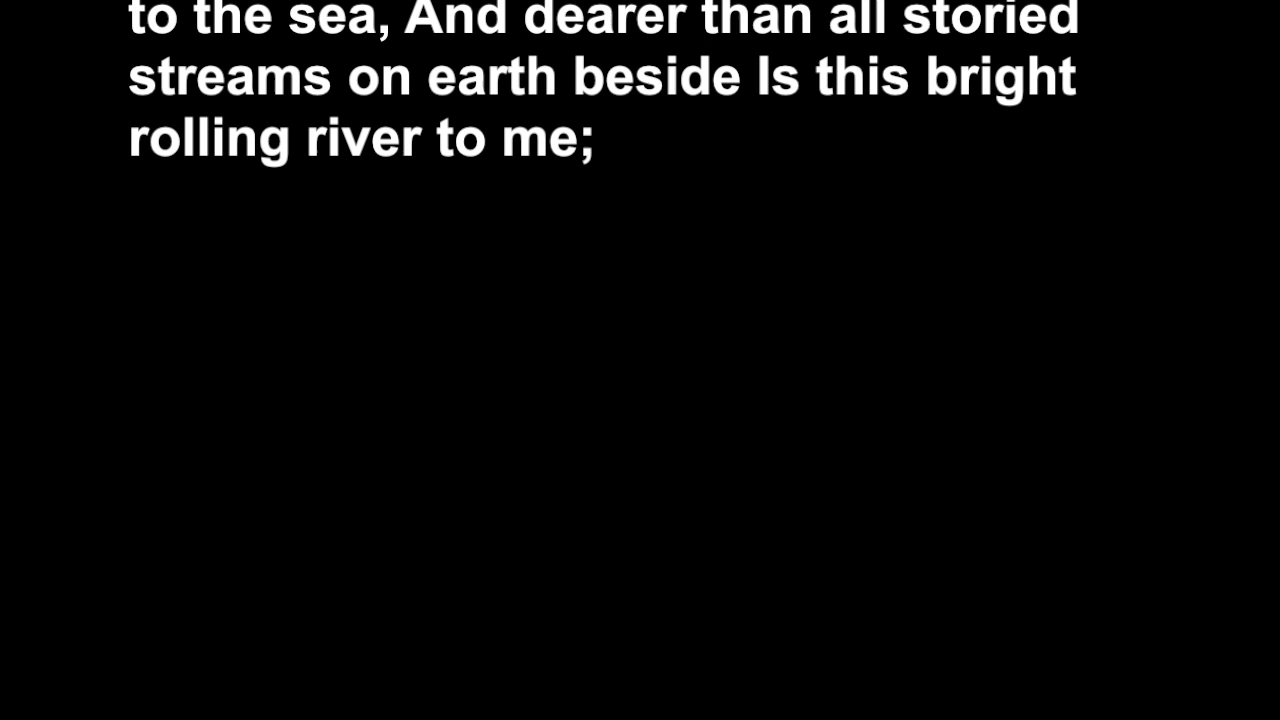 to the sea, And dearer than all storied
streams on earth beside Is this bright
rolling river to me;